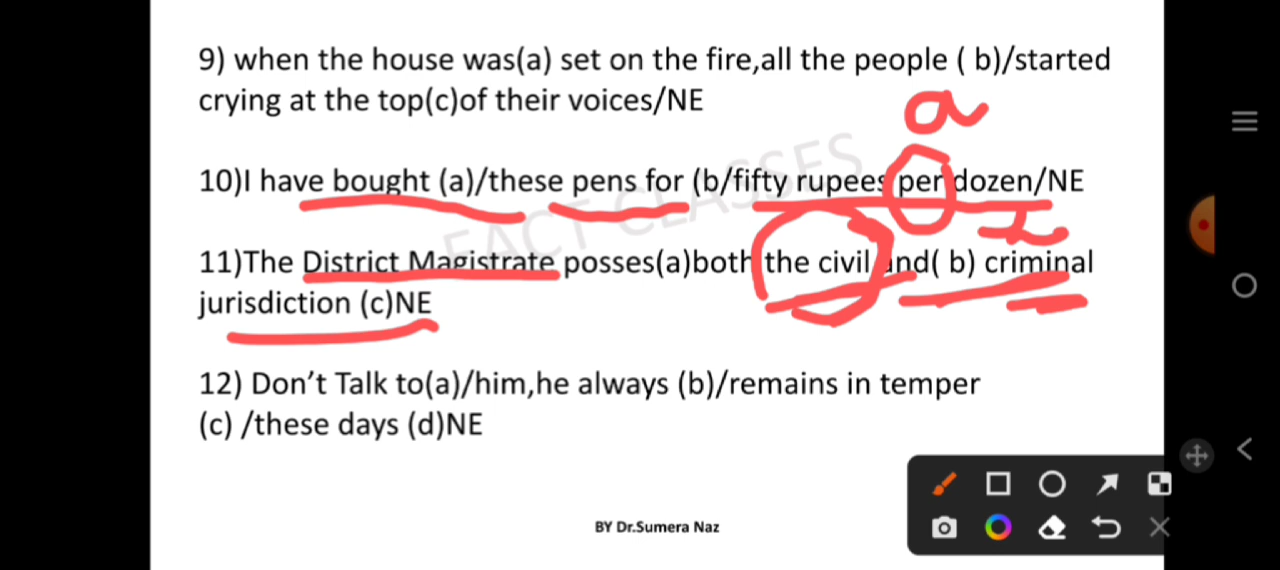 9) when the house was(a) set on the fire,all the people ( b)/started
crying at the top(c)of their voices/NE
a
10)I have bought (a)/these pens for (b/fifty rupees per dozen/NE
FACT CLASSES
11)The District Magistrate posses(a)both the civil and( b) criminal
jurisdiction (c)NE
12) Don’t Talk to(a)/him,he always (b)/remains in temper
(c) /these days (d)NE
BY Dr.Sumera Naz